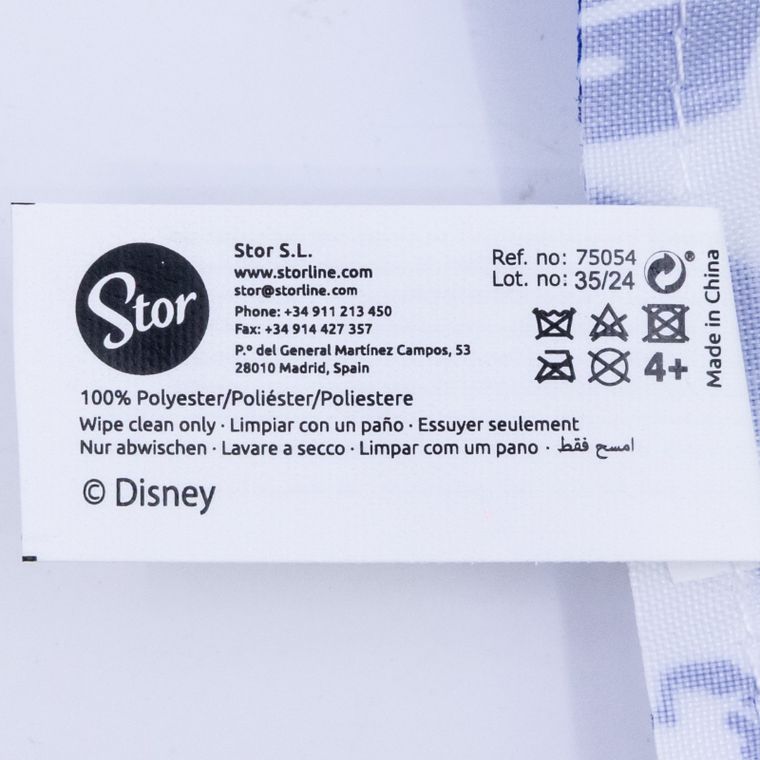 Stor
Stor S.L.
www.storline.com
stor@storline.com
Phone: +34 911 213 450
Fax: +34 914 427 357
P.º del General Martínez Campos, 53
28010 Madrid, Spain
Ref. no: 75054
Lot. no: 35/24
®
4+
Made in China
100% Polyester/Poliéster/Poliestere
Wipe clean only · Limpiar con un paño · Essuyer seulement
Nur abwischen · Lavare a secco · Limpar com um pano · امسح فقط
© Disney